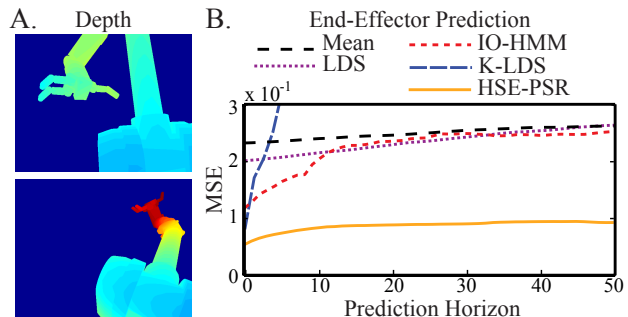 A.
Depth
B.
End-Effector Prediction
Mean
IO-HMM
LDS
K-LDS
HSE-PSR
x 10⁻¹
3
2
1
0
MSE
0
10
20
30
40
50
Prediction Horizon